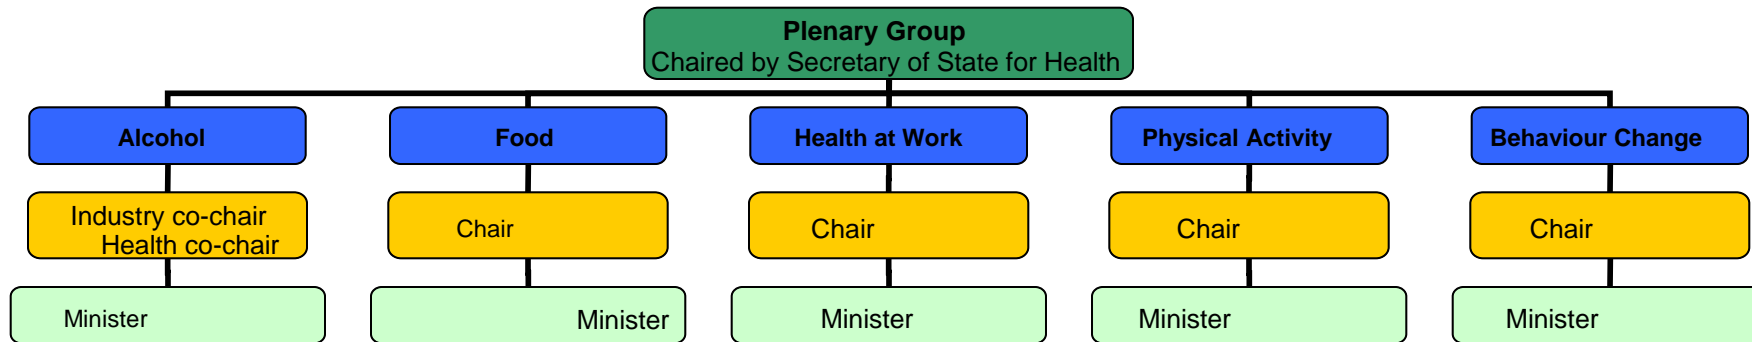 Plenary Group
Chaired by Secretary of State for Health
Alcohol
Food
Health at Work
Physical Activity
Behaviour Change
Industry co-chair
Health co-chair
Chair
Chair
Chair
Chair
Minister
Minister
Minister
Minister
Minister